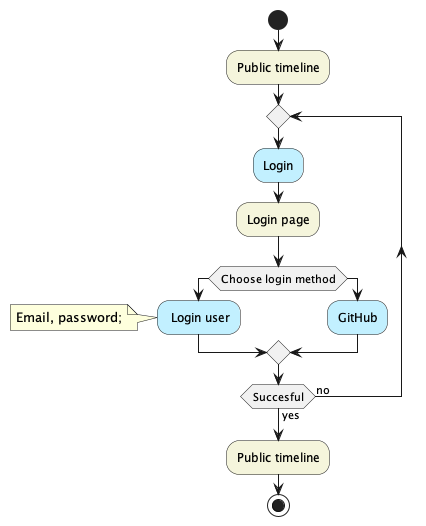 Public timeline
Login
Login page
Choose login method
Email, password;
Login user
GitHub
Succesful
no
yes
Public timeline